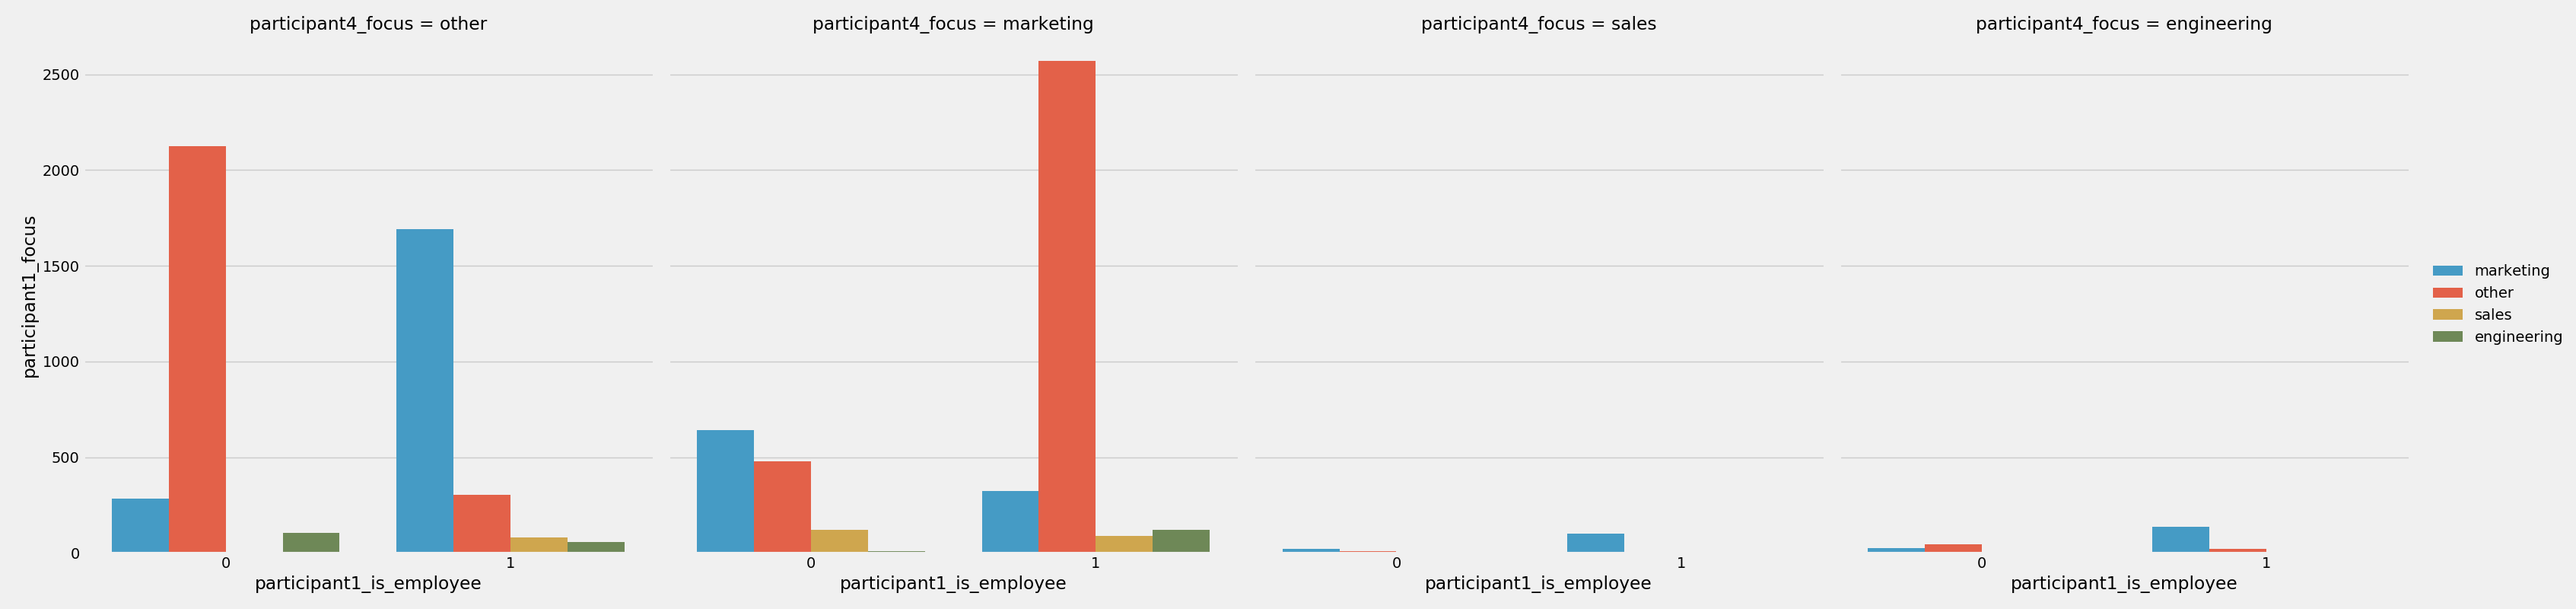 participant4_focus = other
participant4_focus = marketing
participant4_focus = sales
participant4_focus = engineering
participant1_focus
2500
2000
1500
1000
500
0
0 1
0 1
0 1
0 1
participant1_is_employee
participant1_is_employee
participant1_is_employee
participant1_is_employee
marketing
other
sales
engineering